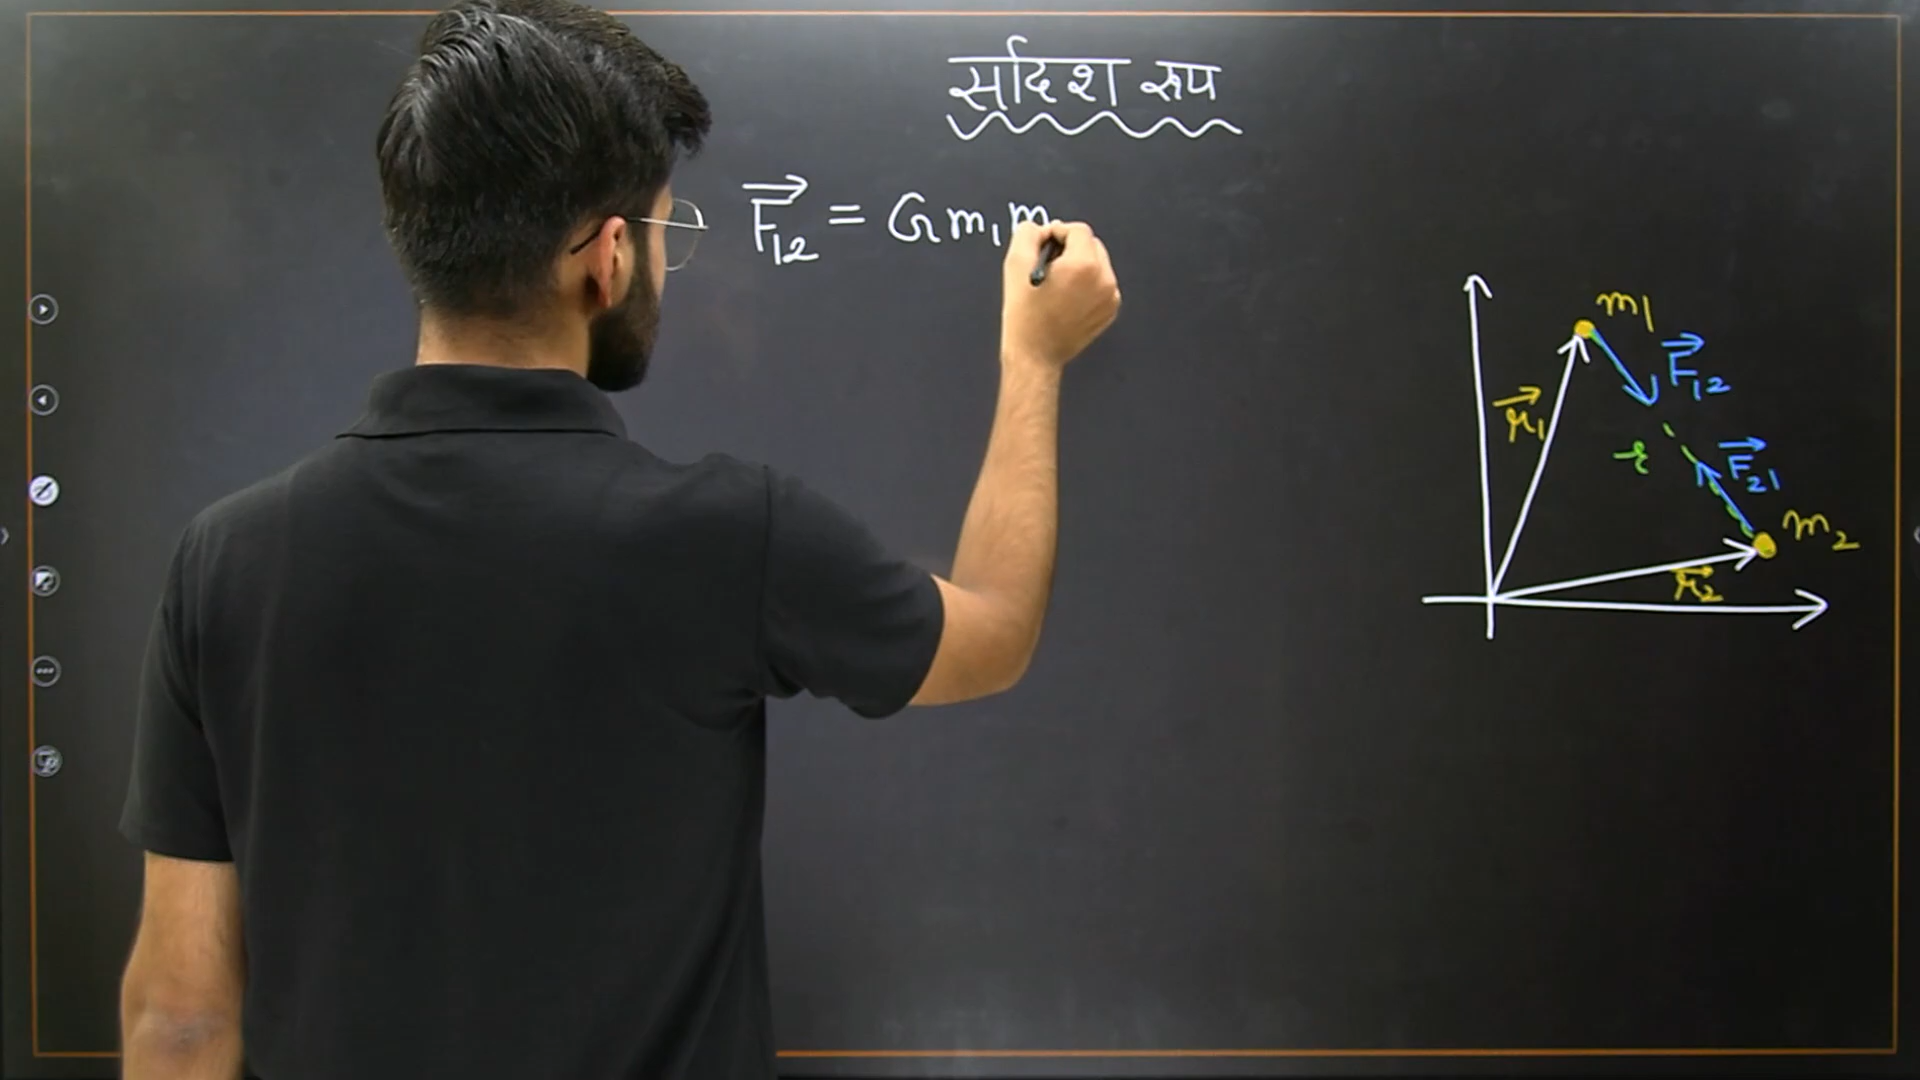 सदिश रूप
F⃗₁₂ = Gm₁m
m₁
F⃗₁₂
r⃗₁
r
F⃗₂₁
m₂
r⃗₂